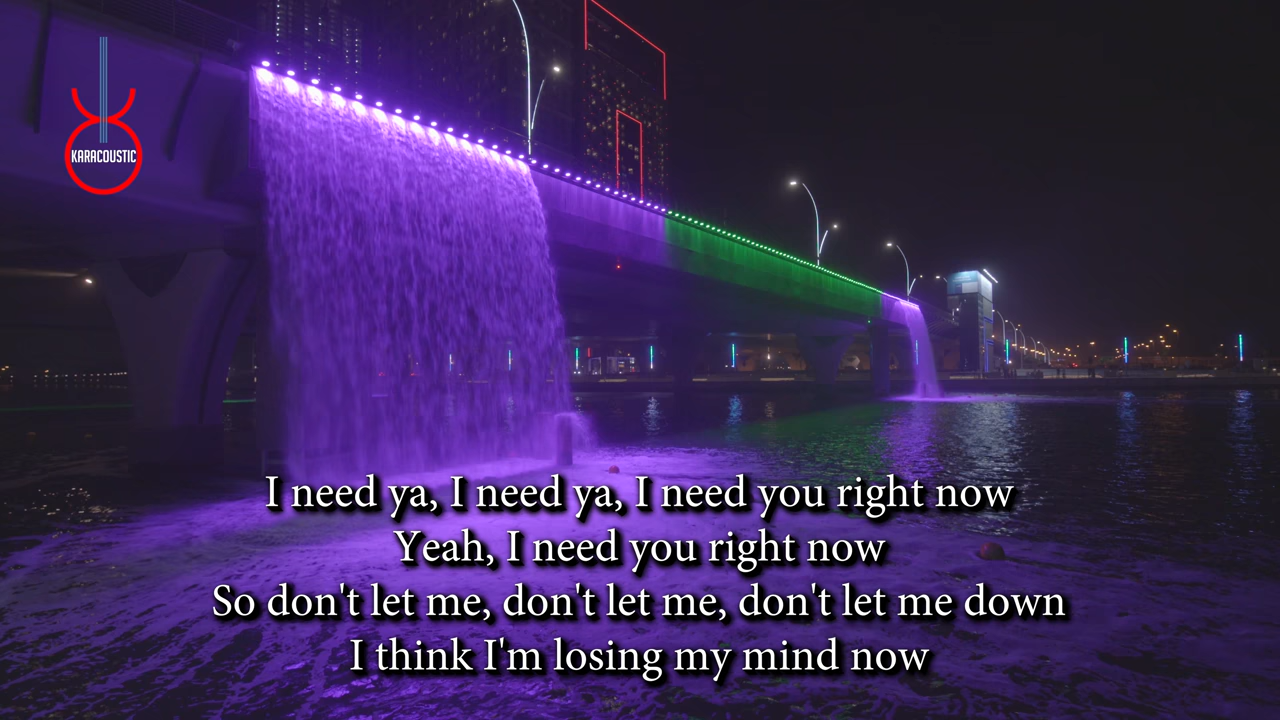 KARACOUSTIC
I need ya, I need ya, I need you right now
Yeah, I need you right now
So don't let me, don't let me, don't let me down
I think I'm losing my mind now